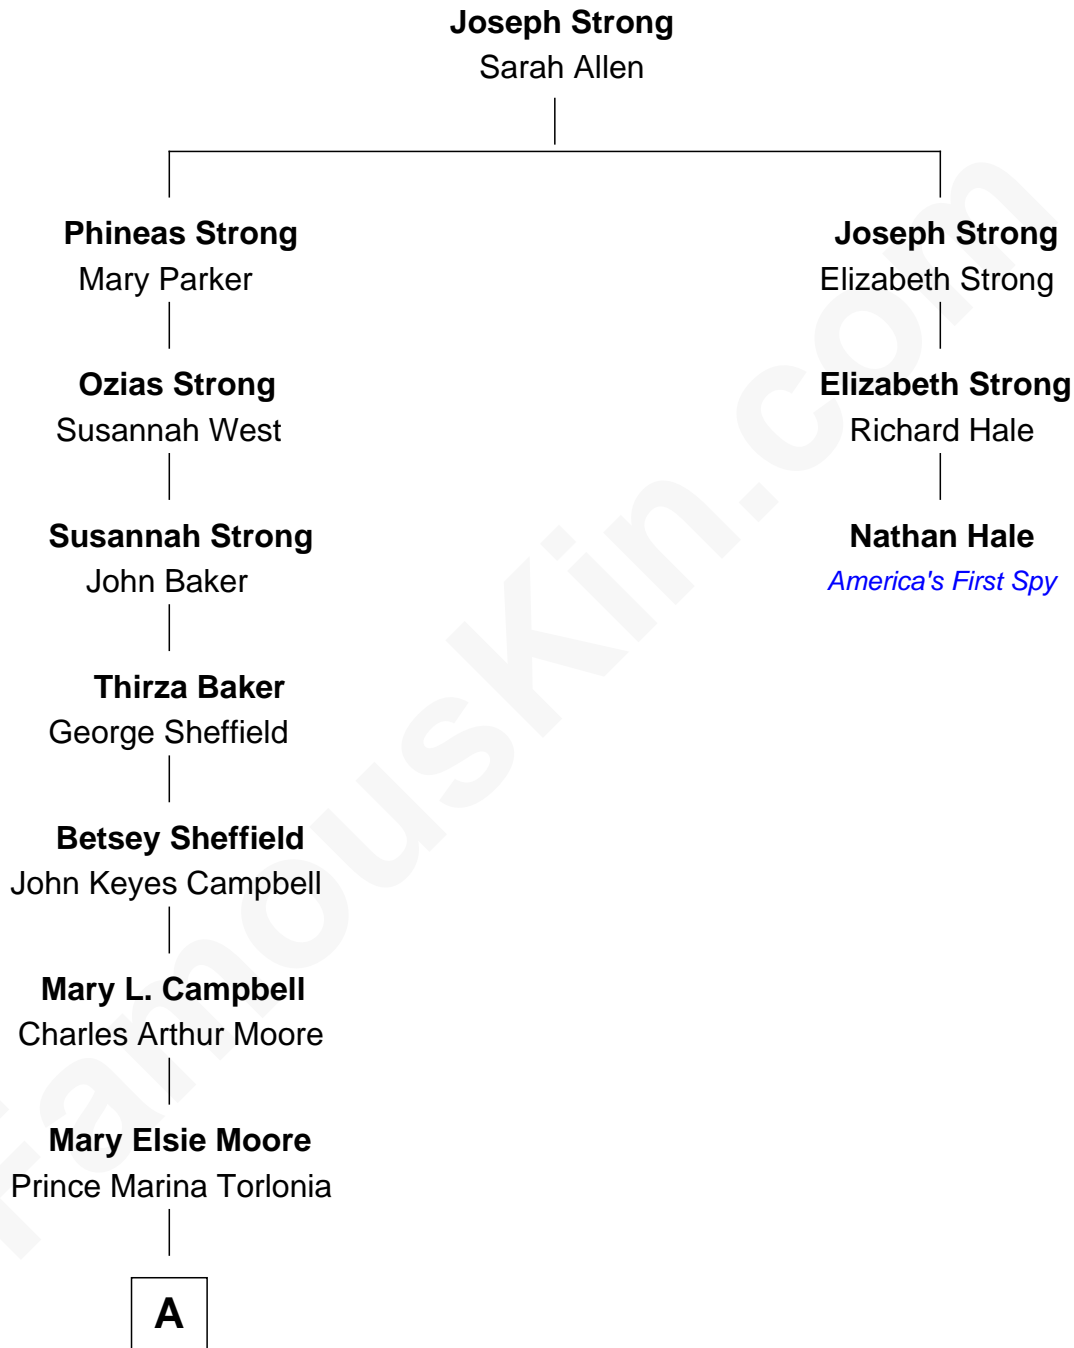 Joseph Strong
Sarah Allen
Phineas Strong
Mary Parker
Ozias Strong
Susannah West
Susannah Strong
John Baker
Thirza Baker
George Sheffield
Betsey Sheffield
John Keyes Campbell
Mary L. Campbell
Charles Arthur Moore
Mary Elsie Moore
Prince Marina Torlonia
A
Joseph Strong
Elizabeth Strong
Elizabeth Strong
Richard Hale
Nathan Hale
America's First Spy
FamousKin.com